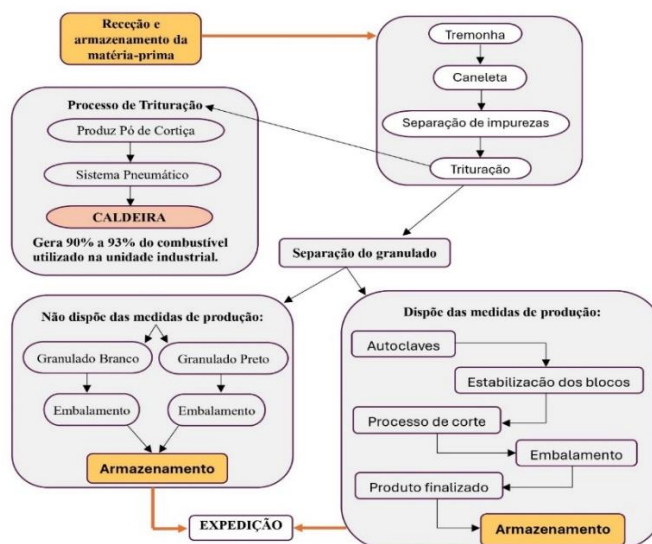 Receção e
armazenamento da
matéria-prima
Tremonha
Caneleta
Separação de impurezas
Trituração
Processo de Trituração
Produz Pó de Cortiça
Sistema Pneumático
CALDEIRA
Gera 90% a 93% do combustível
utilizado na unidade industrial.
Separação do granulado
Não dispõe das medidas de produção:
Granulado Branco
Granulado Preto
Embalamento
Embalamento
Armazenamento
Dispõe das medidas de produção:
Autoclaves
Estabilização dos blocos
Processo de corte
Embalamento
Produto finalizado
Armazenamento
EXPEDIÇÃO